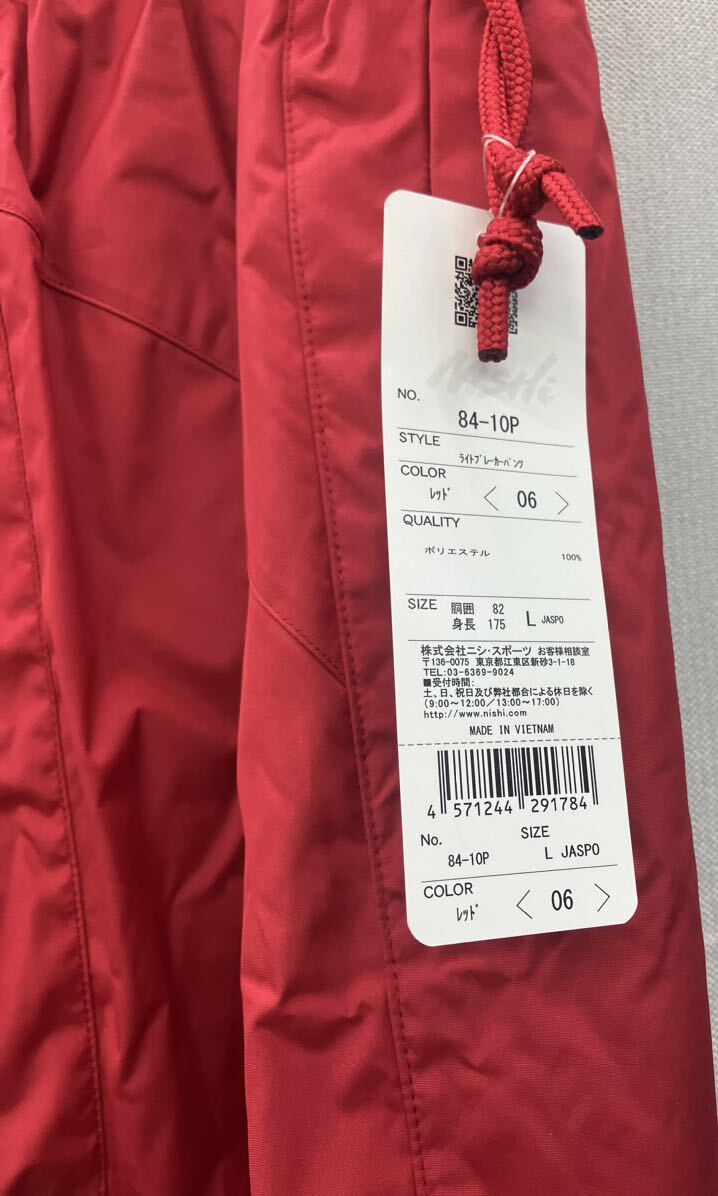 NiSHi
NO.
84-10P
STYLE
ﾗｲﾄﾌﾞﾚｰｶｰﾊﾟﾝﾂ
COLOR
ﾚｯﾄﾞ < 06 >
QUALITY
ポリエステル 100%
SIZE 胴囲 82
身長 175 L JASPO
株式会社ニシ・スポーツ お客様相談室
〒136-0075 東京都江東区新砂3-1-18
TEL:03-6369-9024
■受付時間:
土、日、祝日及び弊社都合による休日を除く
(9:00～12:00／13:00～17:00)
http://www.nishi.com
MADE IN VIETNAM
4 571244 291784
No. SIZE
84-10P L JASPO
COLOR
ﾚｯﾄﾞ < 06 >